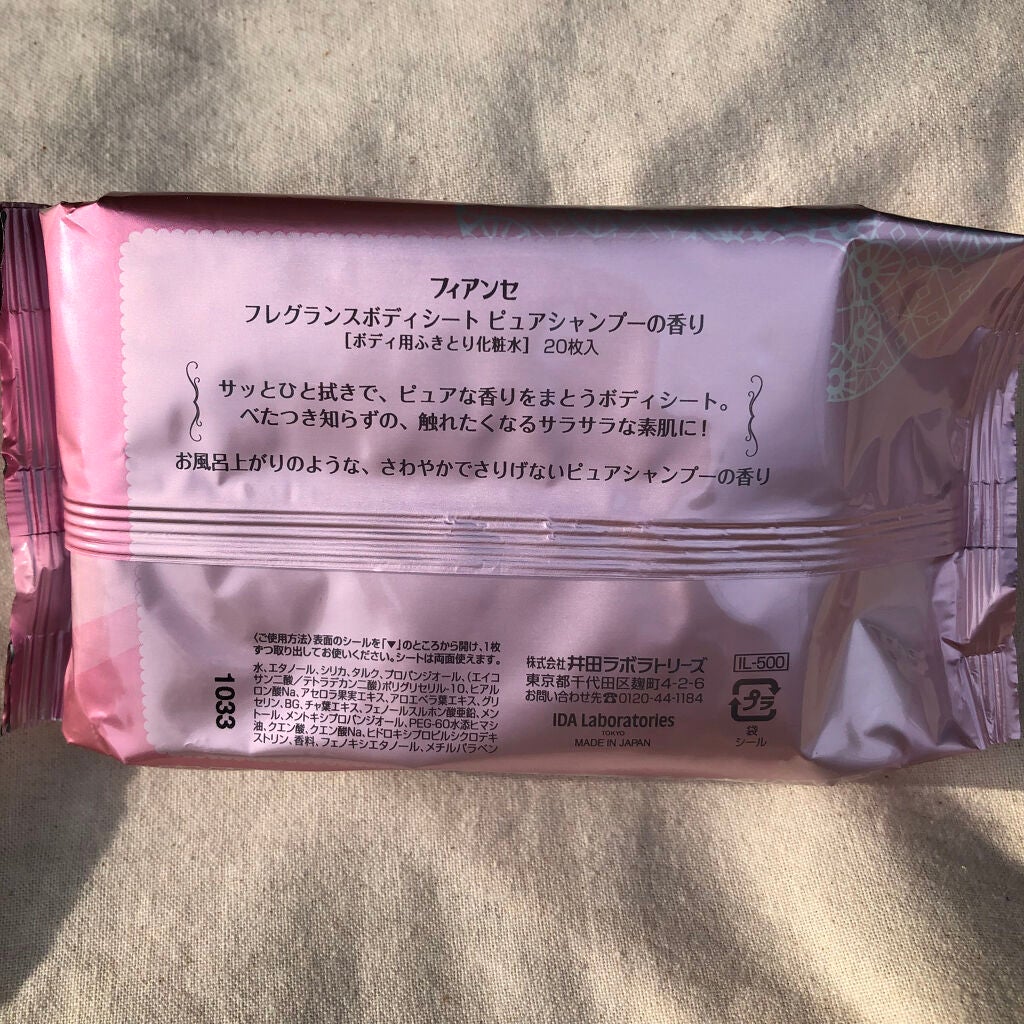 フィアンセ
フレグランスボディシート ピュアシャンプーの香り
[ボディ用ふきとり化粧水] 20枚入
サッとひと拭きで、ピュアな香りをまとうボディシート。
べたつき知らずの、触れたくなるサラサラな素肌に!
お風呂上がりのような、さわやかでさりげないピュアシャンプーの香り
〈ご使用方法〉表面のシールを「▼」のところから開け、1枚
ずつ取り出してお使いください。シートは両面使えます。
水、エタノール、シリカ、タルク、プロパンジオール、(エイコ
サン二酸/テトラデカン二酸)ポリグリセリル-10、ヒアル
ロン酸Na、アセロラ果実エキス、アロエベラ葉エキス、グリ
セリン、BG、チャ葉エキス、フェノールスルホン酸亜鉛、メン
トール、メントキシプロパンジオール、PEG-60水添ヒマシ
油、クエン酸、クエン酸Na、ヒドロキシプロピルシクロデキ
ストリン、香料、フェノキシエタノール、メチルパラベン
1033
株式会社 井田ラボラトリーズ
東京都千代田区麹町4-2-6
お問い合わせ先☎0120-44-1184
IDA Laboratories
TOKYO
MADE IN JAPAN
IL-500
プラ
袋
シール